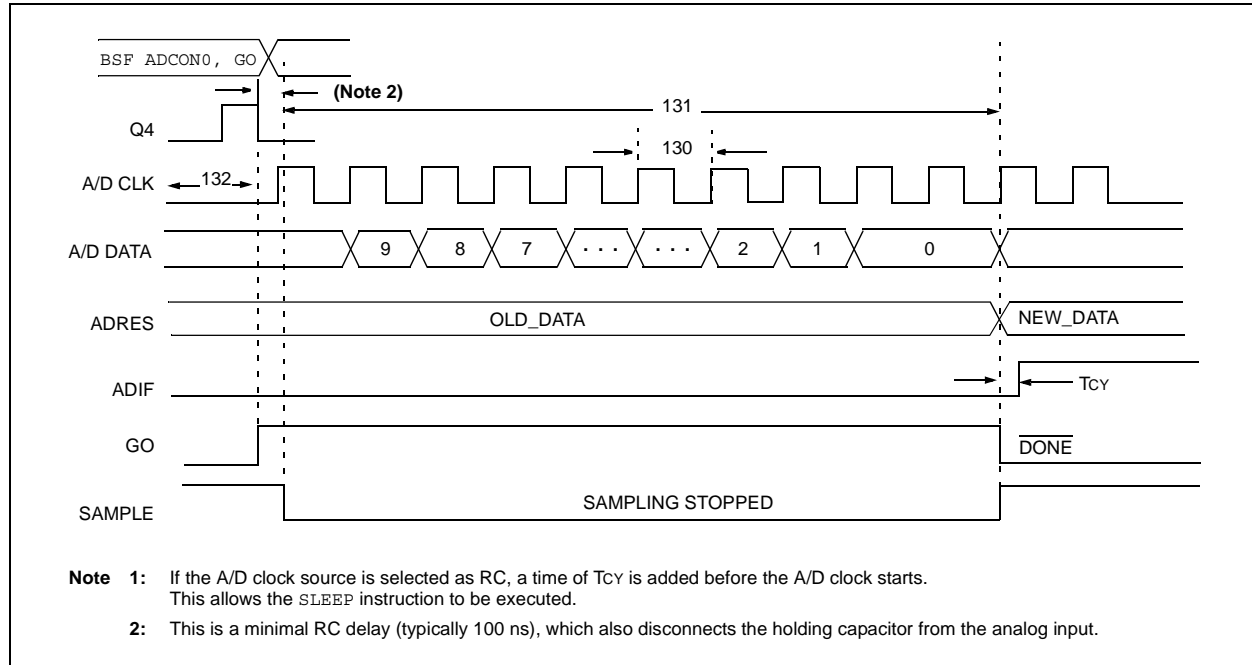 BSF ADCON0, GO
(Note 2)
131
Q4
130
A/D CLK
132
A/D DATA
9 8 7 . . . . . . 2 1 0
ADRES
OLD_DATA
NEW_DATA
ADIF
TCY
GO
DONE
SAMPLE
SAMPLING STOPPED
Note 1: If the A/D clock source is selected as RC, a time of TCY is added before the A/D clock starts.
This allows the SLEEP instruction to be executed.
2: This is a minimal RC delay (typically 100 ns), which also disconnects the holding capacitor from the analog input.